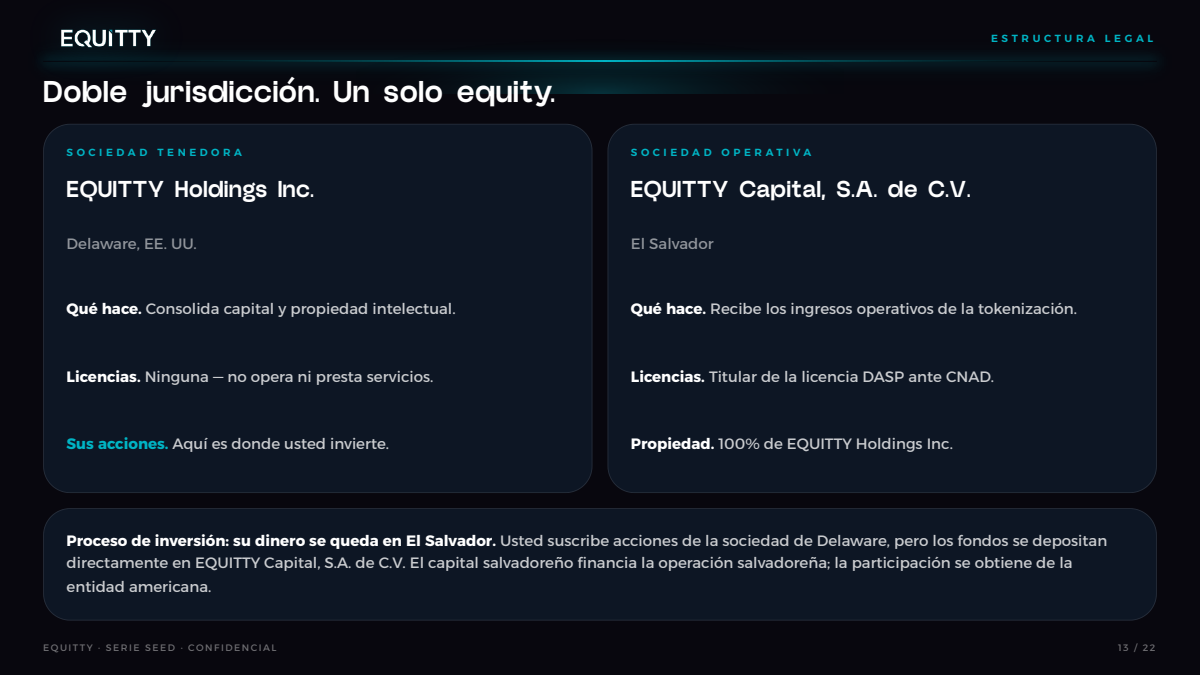 EQUITTY
ESTRUCTURA LEGAL
Doble jurisdicción. Un solo equity.
SOCIEDAD TENEDORA
EQUITTY Holdings Inc.
Delaware, EE. UU.
Qué hace. Consolida capital y propiedad intelectual.
Licencias. Ninguna — no opera ni presta servicios.
Sus acciones. Aquí es donde usted invierte.
SOCIEDAD OPERATIVA
EQUITTY Capital, S.A. de C.V.
El Salvador
Qué hace. Recibe los ingresos operativos de la tokenización.
Licencias. Titular de la licencia DASP ante CNAD.
Propiedad. 100% de EQUITTY Holdings Inc.
Proceso de inversión: su dinero se queda en El Salvador. Usted suscribe acciones de la sociedad de Delaware, pero los fondos se depositan
directamente en EQUITTY Capital, S.A. de C.V. El capital salvadoreño financia la operación salvadoreña; la participación se obtiene de la
entidad americana.
EQUITTY · SERIE SEED · CONFIDENCIAL
13 / 22